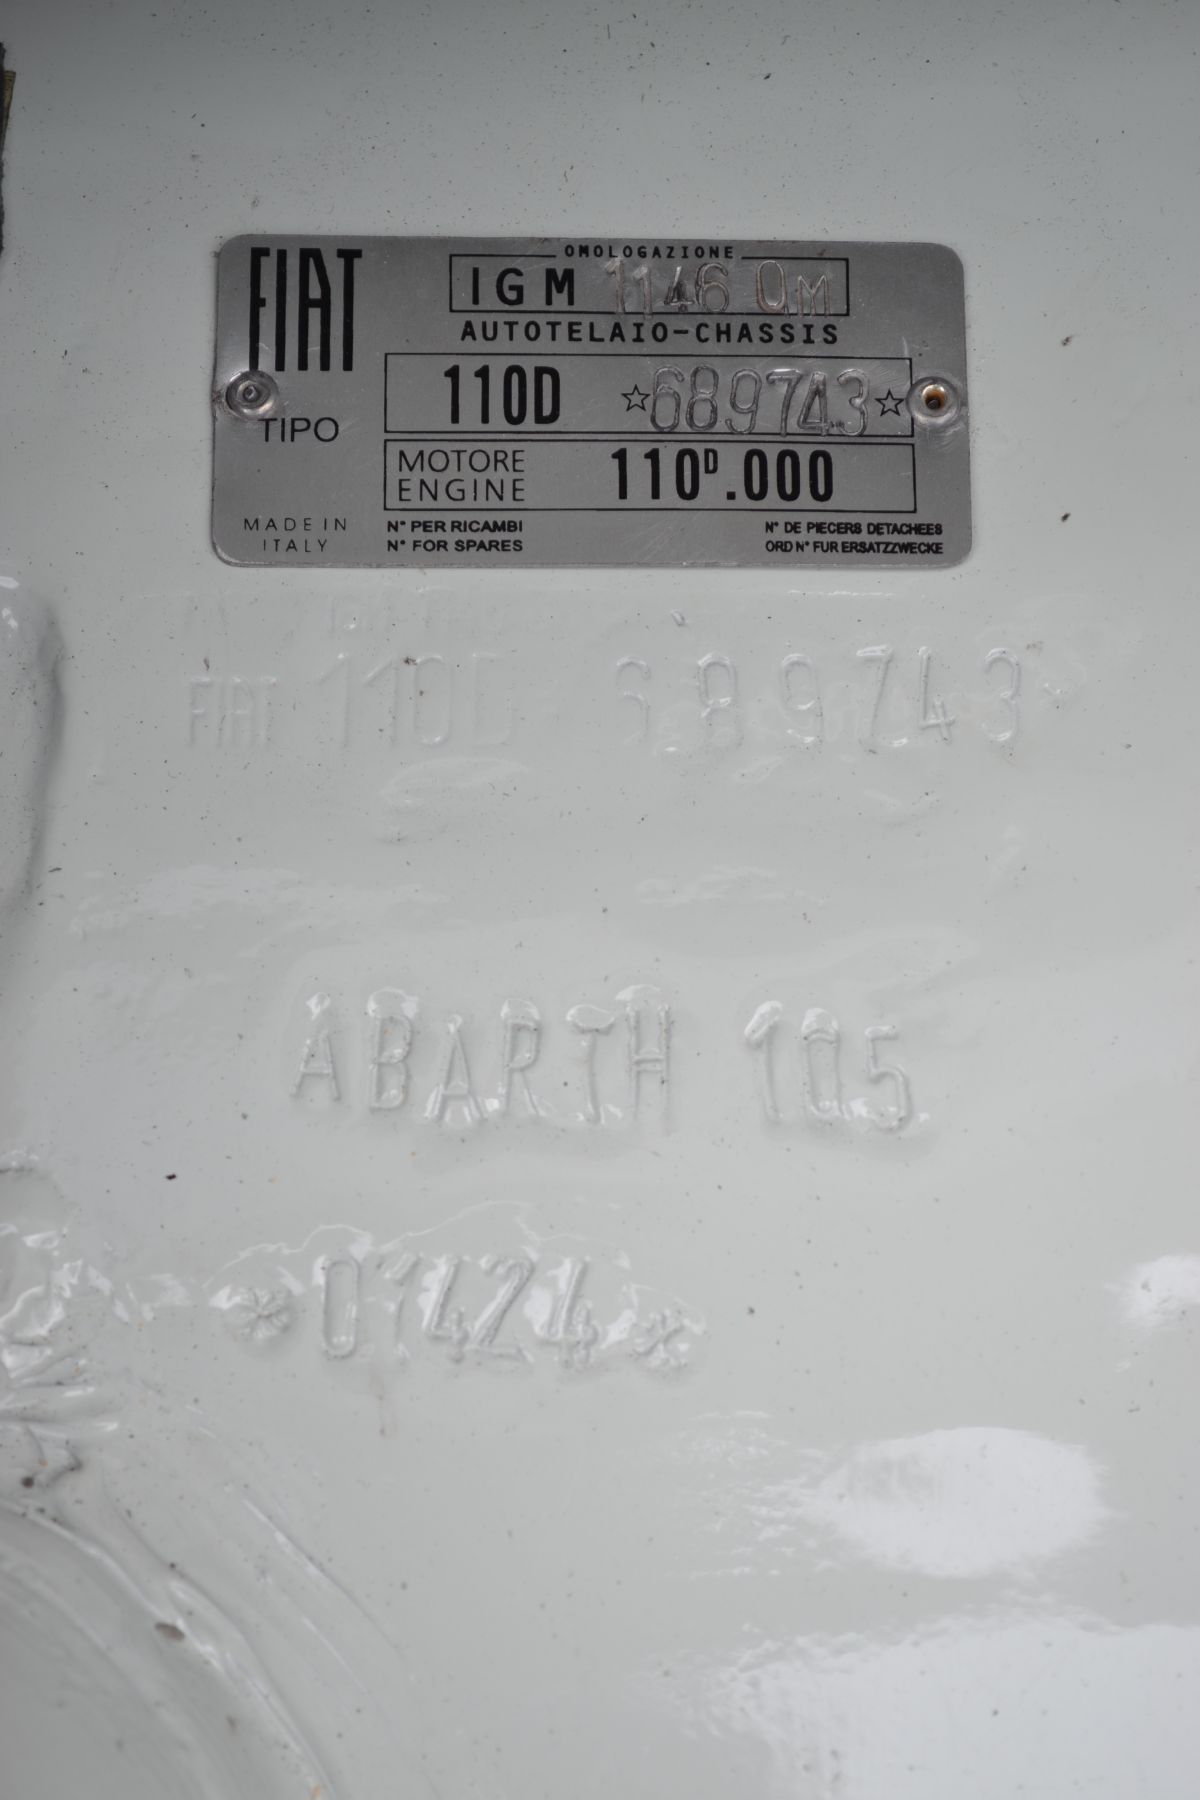 FIAT
OMOLOGAZIONE
IGM 1146 OM
AUTOTELAIO-CHASSIS
TIPO 110D ☆689743☆
MOTORE
ENGINE 110ᴰ.000
MADE IN
ITALY
N° PER RICAMBI
N° FOR SPARES
N° DE PIECERS DETACHEES
ORD N° FUR ERSATZZWECKE
FIAT 110D 689743
ABARTH 105
*01424*